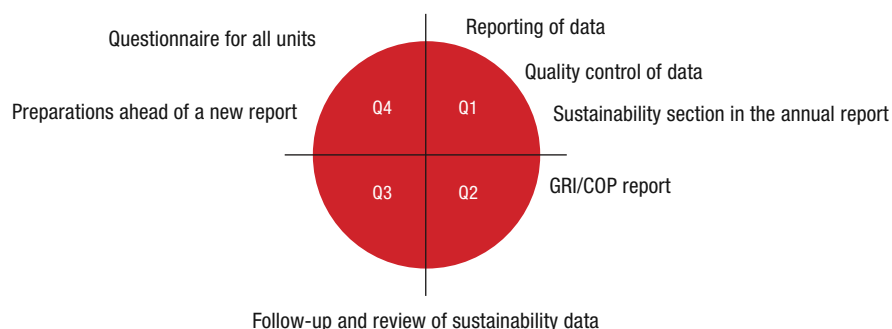 Reporting of data
Questionnaire for all units
Quality control of data
Preparations ahead of a new report
Q4
Q1
Sustainability section in the annual report
Q3
Q2
GRI/COP report
Follow-up and review of sustainability data